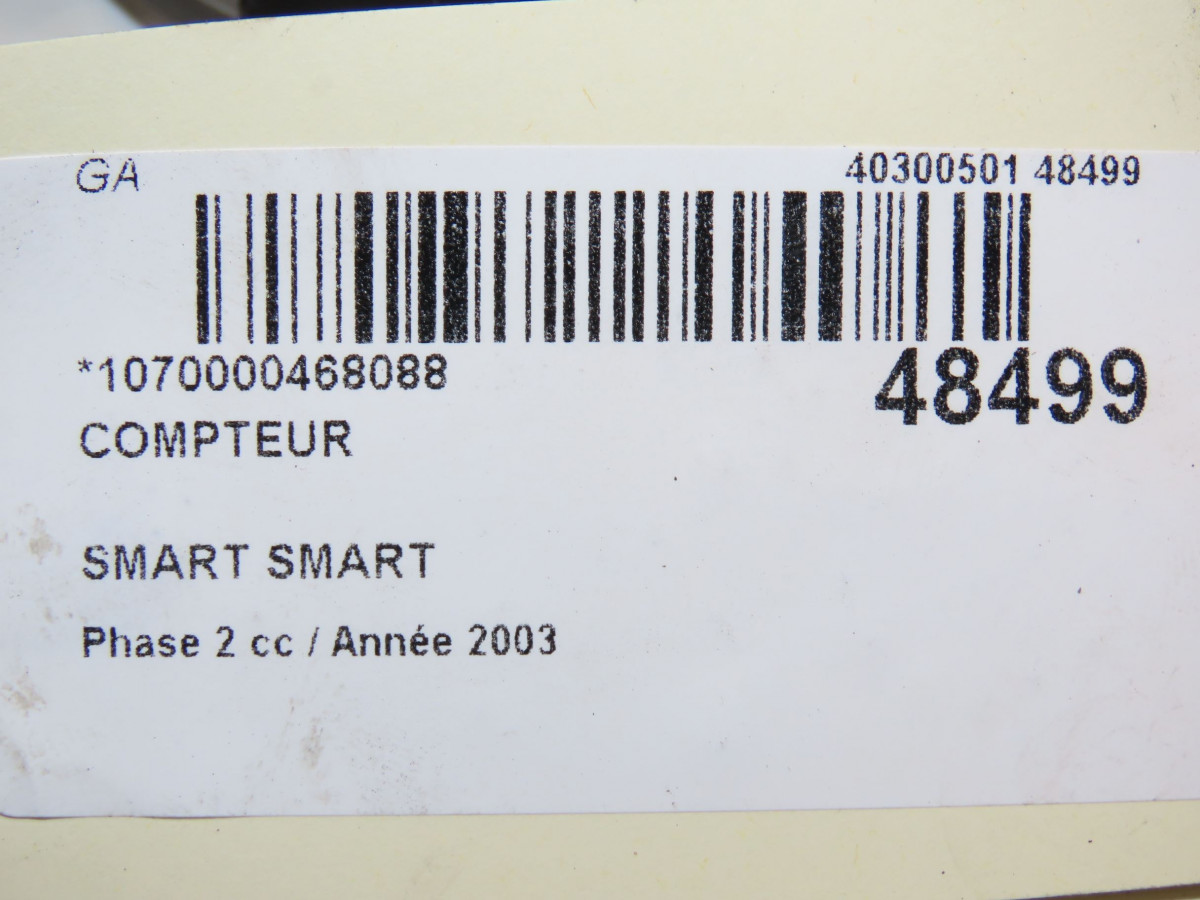 GA
40300501 48499
*1070000468088
48499
COMPTEUR
SMART SMART
Phase 2 cc / Année 2003